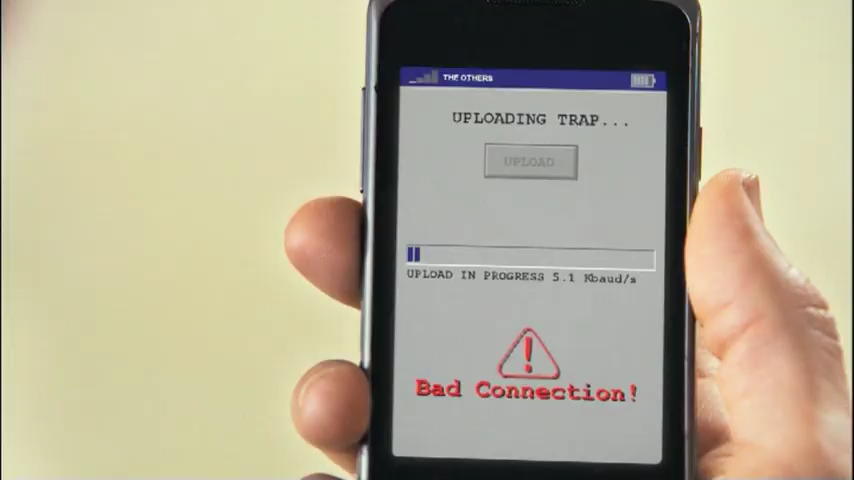 THE OTHERS
UPLOADING TRAP...
UPLOAD
UPLOAD IN PROGRESS 5.1 Kbaud/s
!
Bad Connection!